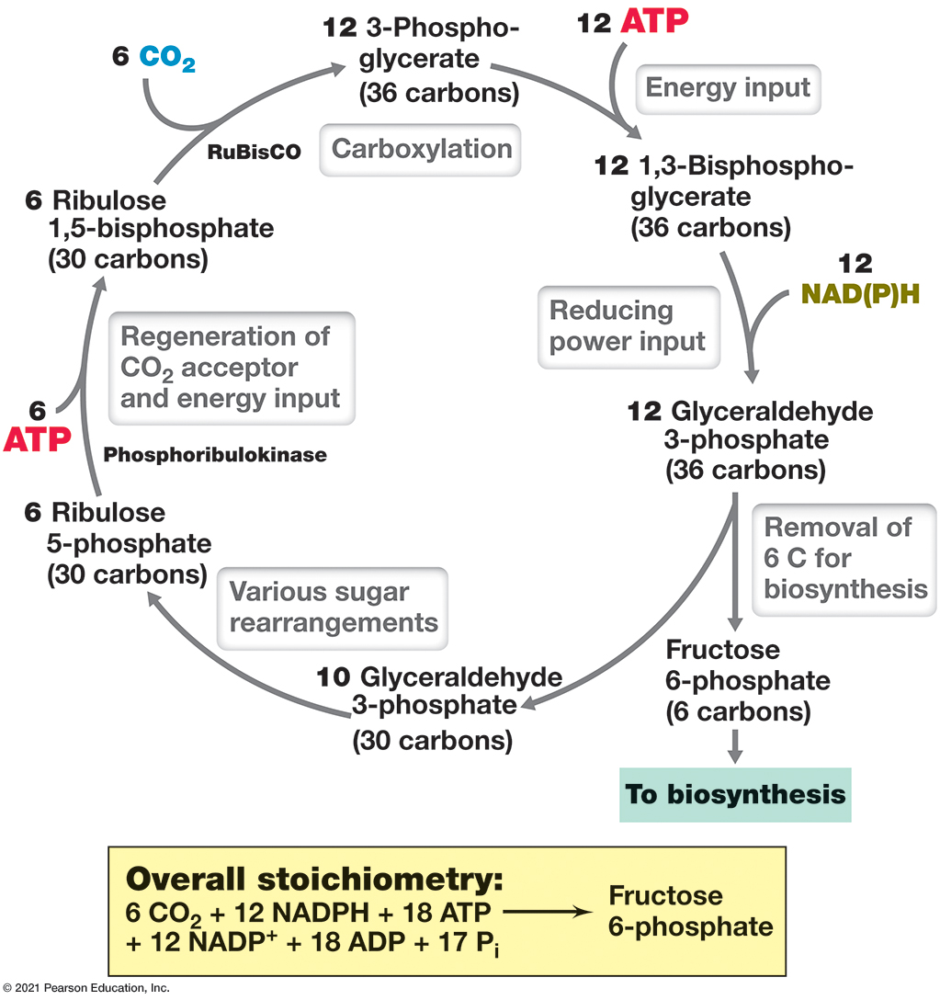 6 CO₂
12 3-Phospho-
glycerate
(36 carbons)
12 ATP
Energy input
RuBisCO
Carboxylation
12 1,3-Bisphospho-
glycerate
(36 carbons)
6 Ribulose
1,5-bisphosphate
(30 carbons)
12
NAD(P)H
Reducing
power input
Regeneration of
CO₂ acceptor
and energy input
6
ATP
Phosphoribulokinase
12 Glyceraldehyde
3-phosphate
(36 carbons)
6 Ribulose
5-phosphate
(30 carbons)
Removal of
6 C for
biosynthesis
Various sugar
rearrangements
10 Glyceraldehyde
3-phosphate
(30 carbons)
Fructose
6-phosphate
(6 carbons)
To biosynthesis
Overall stoichiometry:
6 CO₂ + 12 NADPH + 18 ATP
+ 12 NADP⁺ + 18 ADP + 17 Pᵢ
Fructose
6-phosphate
© 2021 Pearson Education, Inc.